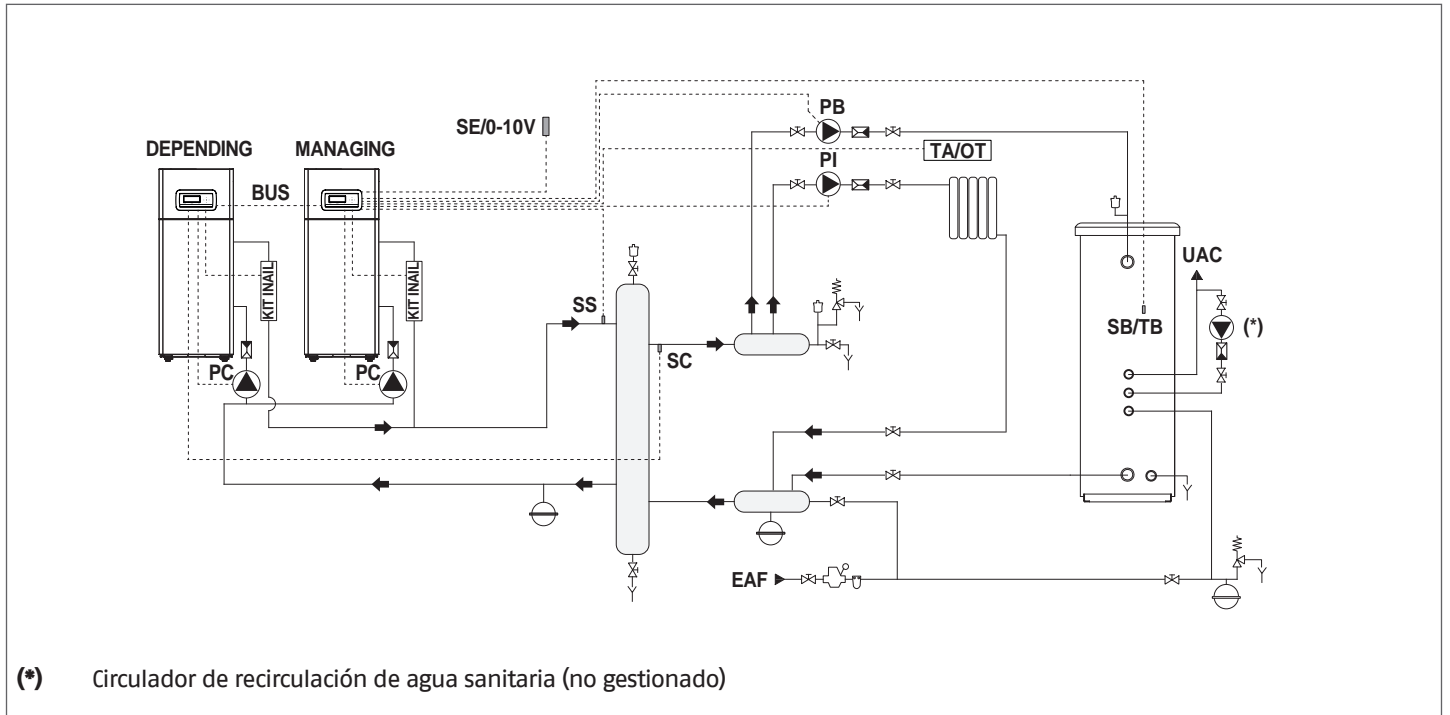 PB
SE/0-10V
DEPENDING MANAGING
TA/OT
PI
BUS
UAC
KIT INAIL KIT INAIL
SS
SB/TB
(*)
SC
PC PC
EAF
(*) Circulador de recirculación de agua sanitaria (no gestionado)